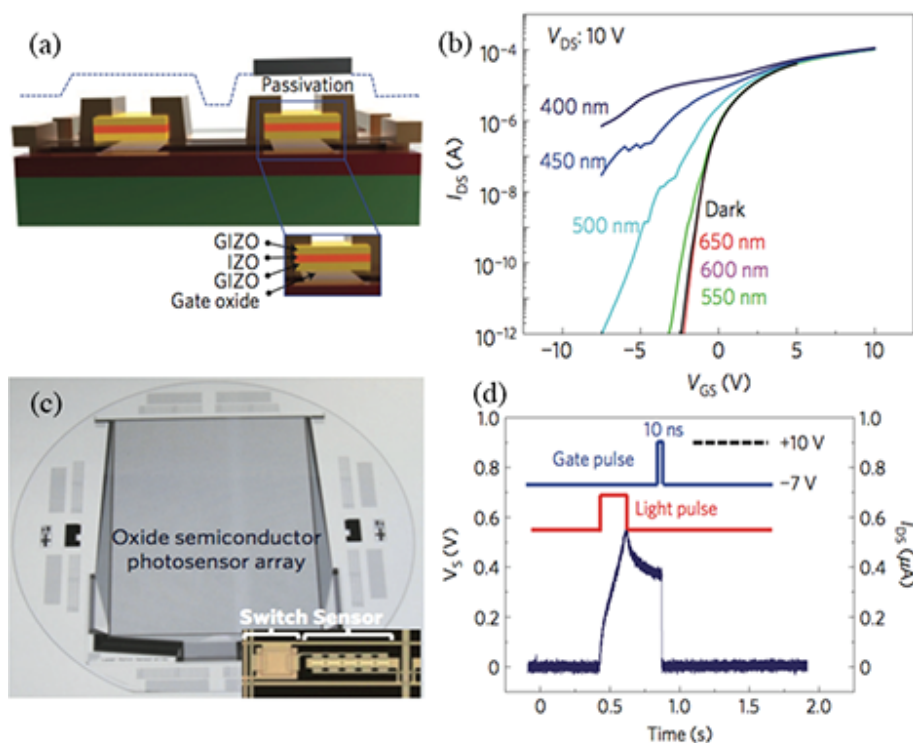 (a)
Passivation
GIZO
IZO
GIZO
Gate oxide
(b)
V_DS: 10 V
400 nm
450 nm
500 nm
Dark
650 nm
600 nm
550 nm
I_DS (A)
10⁻⁴
10⁻⁶
10⁻⁸
10⁻¹⁰
10⁻¹²
−10
−5
0
5
10
V_GS (V)
(c)
Oxide semiconductor
photosensor array
Switch Sensor
(d)
1.0
0.8
0.6
0.4
0.2
0
V_S (V)
10 ns
Gate pulse
+10 V
−7 V
Light pulse
1.0
0.8
0.6
0.4
0.2
0
I_DS (μA)
0
0.5
1.0
1.5
2.0
Time (s)